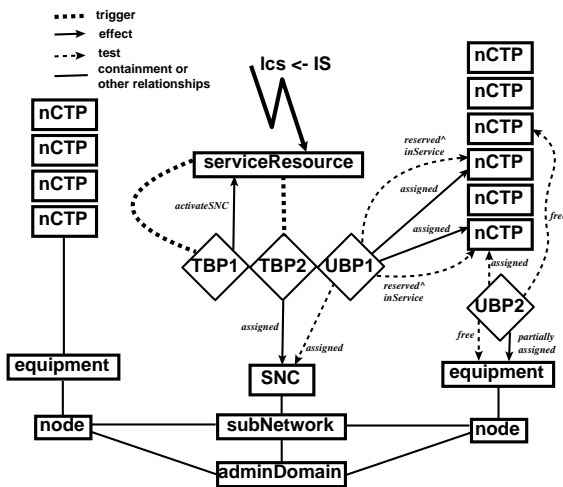 trigger
effect
test
containment or
other relationships
lcs <- IS
nCTP
nCTP
nCTP
nCTP
nCTP
nCTP
nCTP
nCTP
nCTP
nCTP
serviceResource
reserved^
inService
assigned
assigned
free
activateSNC
TBP1
TBP2
UBP1
reserved^
inService
assigned
UBP2
assigned
assigned
free
partially
assigned
equipment
SNC
equipment
node
subNetwork
node
adminDomain